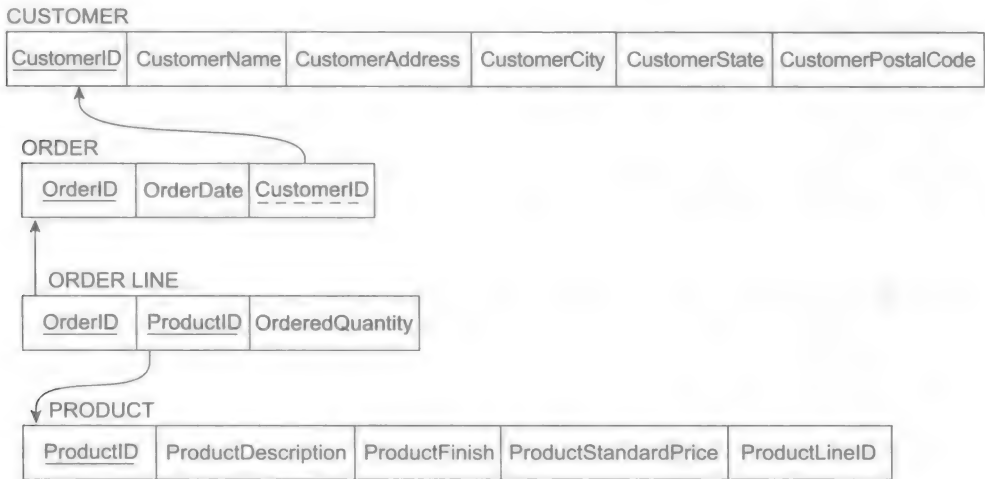 CUSTOMER
CustomerID CustomerName CustomerAddress CustomerCity CustomerState CustomerPostalCode
ORDER
OrderID OrderDate CustomerID
ORDER LINE
OrderID ProductID OrderedQuantity
PRODUCT
ProductID ProductDescription ProductFinish ProductStandardPrice ProductLineID